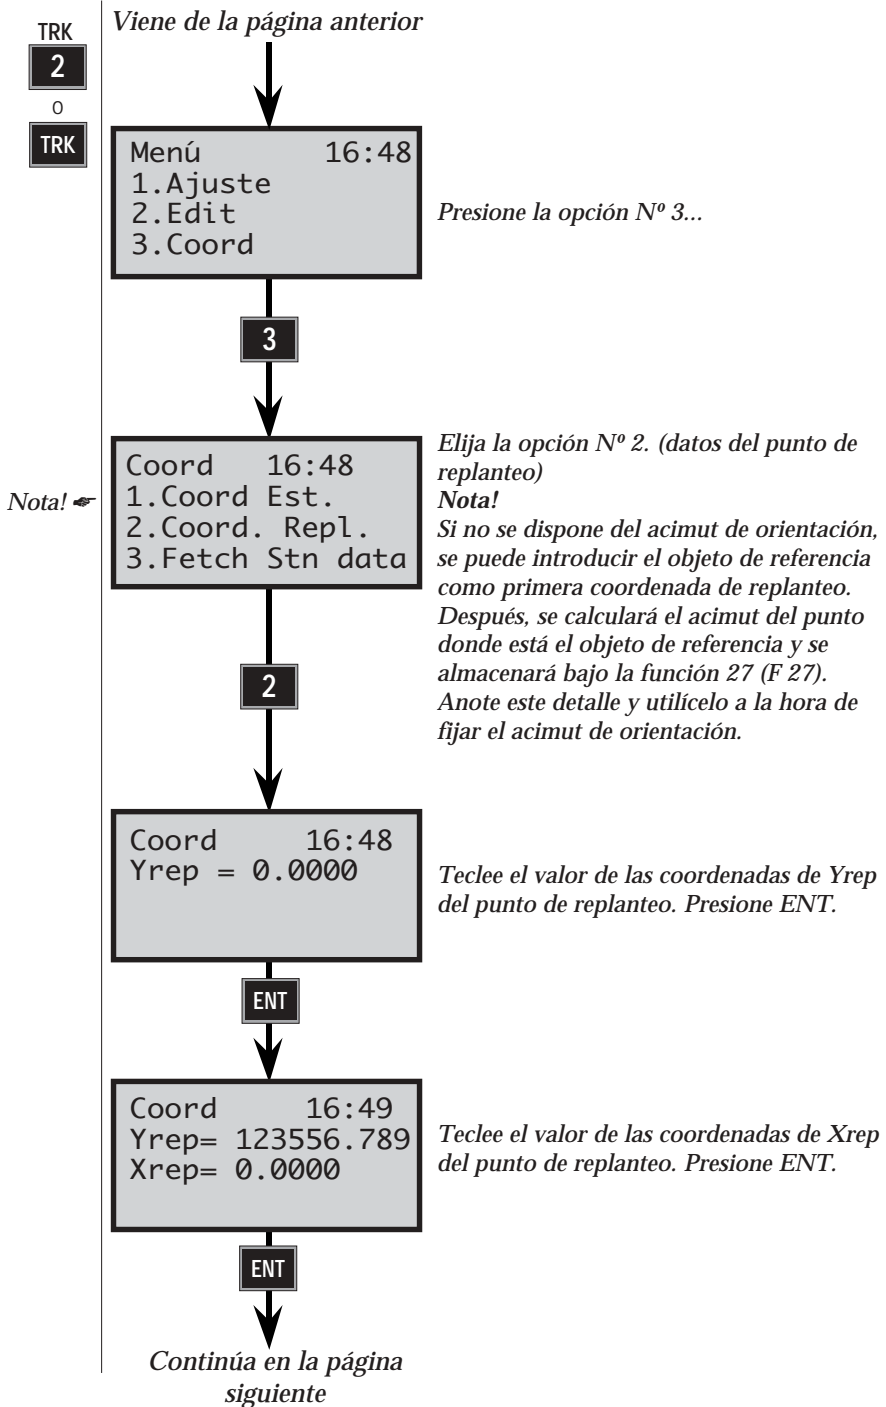 TRK
2
o
TRK
Viene de la página anterior
Menú 16:48
1.Ajuste
2.Edit
3.Coord
Presione la opción Nº 3...
3
Nota!
Coord 16:48
1.Coord Est.
2.Coord. Repl.
3.Fetch Stn data
Elija la opción Nº 2. (datos del punto de
replanteo)
Nota!
Si no se dispone del acimut de orientación,
se puede introducir el objeto de referencia
como primera coordenada de replanteo.
Después, se calculará el acimut del punto
donde está el objeto de referencia y se
almacenará bajo la función 27 (F 27).
Anote este detalle y utilícelo a la hora de
fijar el acimut de orientación.
2
Coord 16:48
Yrep = 0.0000
Teclee el valor de las coordenadas de Yrep
del punto de replanteo. Presione ENT.
ENT
Coord 16:49
Yrep= 123556.789
Xrep= 0.0000
Teclee el valor de las coordenadas de Xrep
del punto de replanteo. Presione ENT.
ENT
Continúa en la página
siguiente